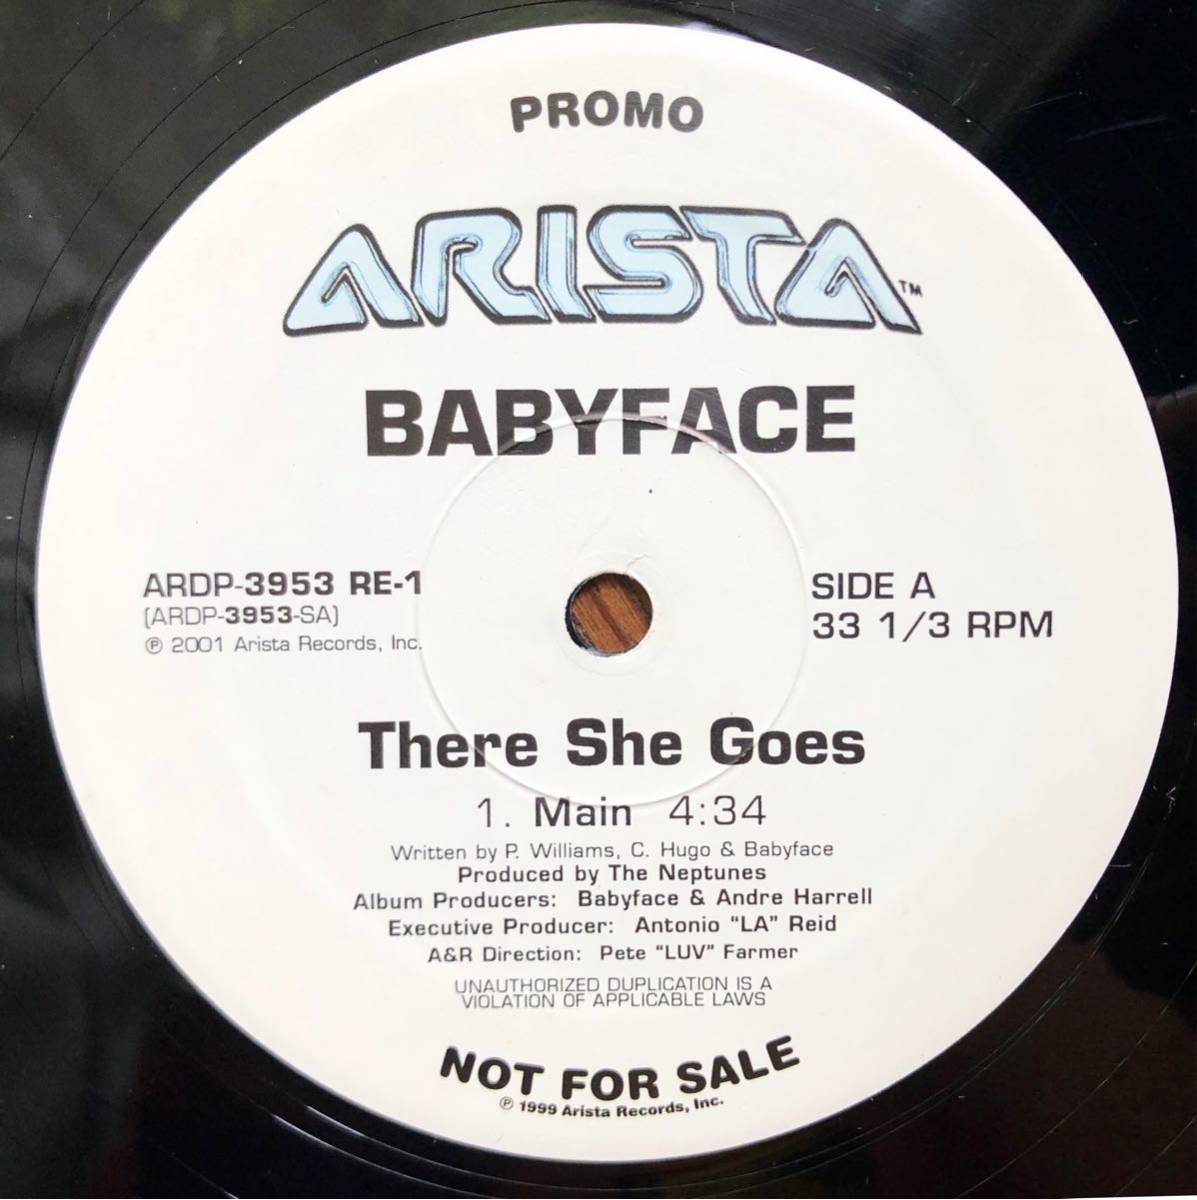 PROMO
ARISTA™
BABYFACE
ARDP-3953 RE-1
(ARDP-3953-SA)
℗ 2001 Arista Records, Inc.
SIDE A
33 1/3 RPM
There She Goes
1. Main 4:34
Written by P. Williams, C. Hugo & Babyface
Produced by The Neptunes
Album Producers: Babyface & Andre Harrell
Executive Producer: Antonio "LA" Reid
A&R Direction: Pete "LUV" Farmer
UNAUTHORIZED DUPLICATION IS A
VIOLATION OF APPLICABLE LAWS
NOT FOR SALE
℗ 1999 Arista Records, Inc.